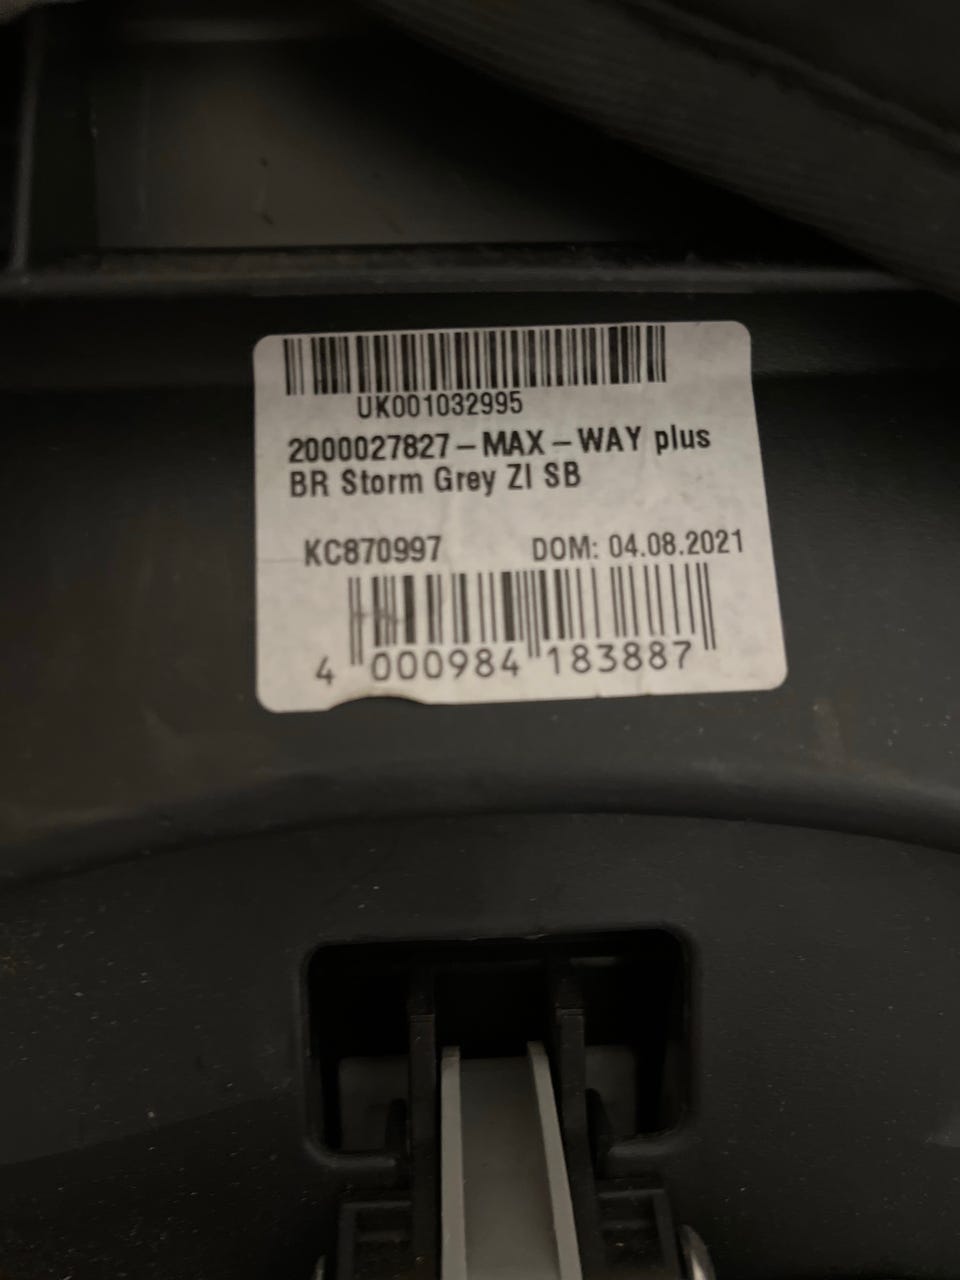 UK001032995
2000027827-MAX-WAY plus
BR Storm Grey ZI SB
KC870997 DOM: 04.08.2021
4 000984 183887